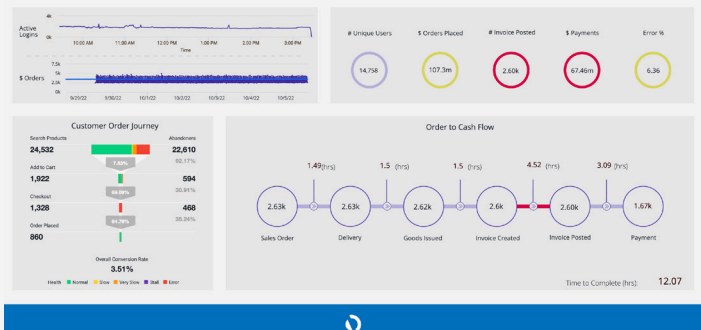 4k
Active
Logins
0k
10:00 AM 11:00 AM 12:00 PM 1:00 PM 2:00 PM 3:00 PM
Time
7.5k
$ Orders
5k
2.5k
0k
9/29/22 9/30/22 10/1/22 10/2/22 10/3/22 10/4/22 10/5/22
# Unique Users $ Orders Placed # Invoice Posted $ Payments Error %
14,758 107.3m 2.60k 67.46m 6.36
Customer Order Journey
Search Products Abandoners
24,532 22,610
7.83% 92.17%
Add to Cart
1,922 594
69.09% 30.91%
Checkout
1,328 468
64.76% 35.24%
Order Placed
860
Overall Conversion Rate
3.51%
Health Normal Slow Very Slow Stall Error
Order to Cash Flow
1.49(hrs) 1.5 (hrs) 1.5 (hrs) 4.52 (hrs) 3.09 (hrs)
2.63k 2.63k 2.62k 2.6k 2.60k 1.67k
Sales Order Delivery Goods Issued Invoice Created Invoice Posted Payment
Time to Complete (hrs): 12.07